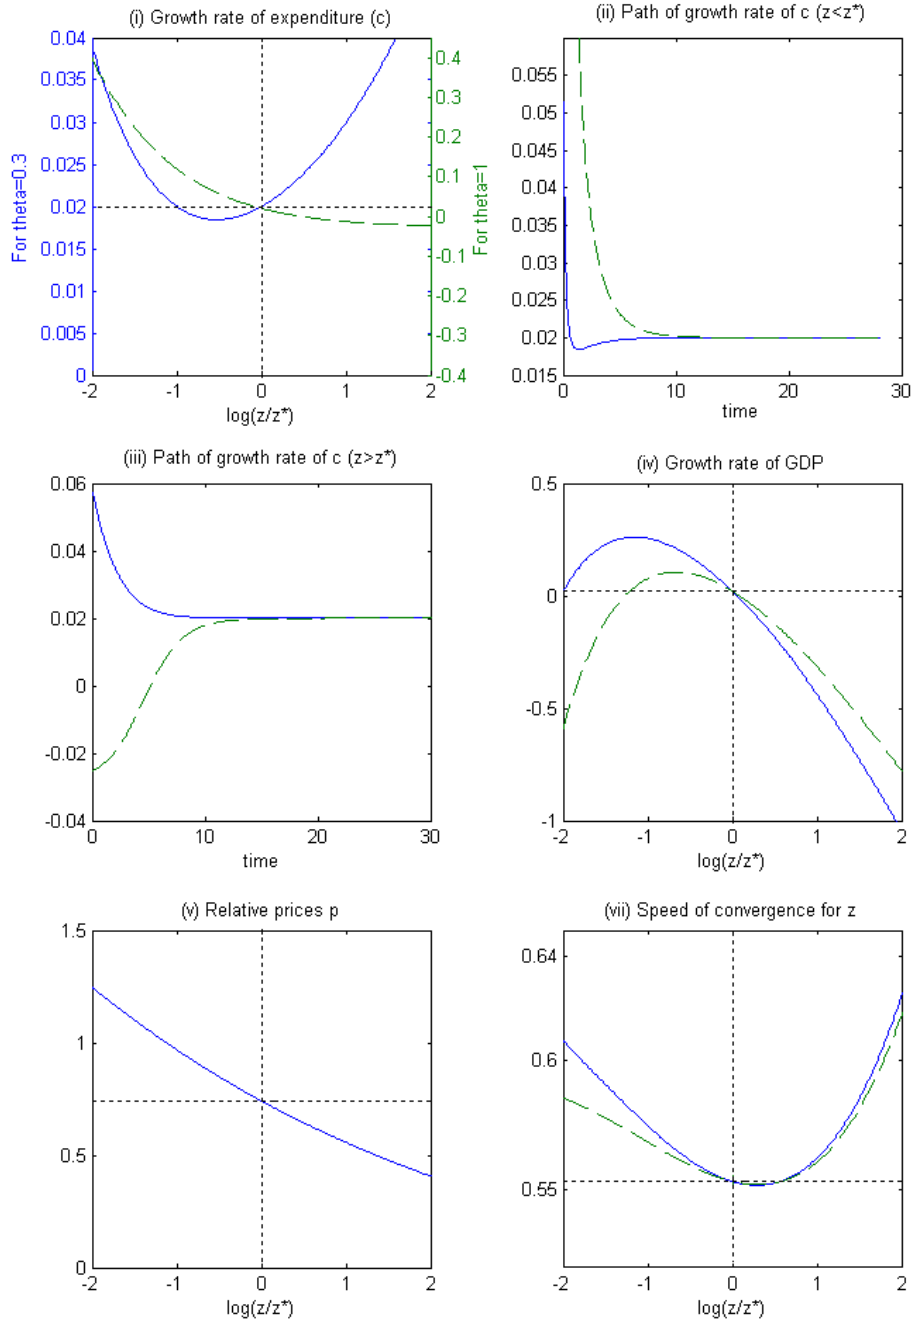 (i) Growth rate of expenditure (c)
0.04
0.035
0.03
0.025
0.02
0.015
0.01
0.005
0
For theta=0.3
0.4
0.3
0.2
0.1
0
-0.1
-0.2
-0.3
-0.4
For theta=1
-2 -1 0 1 2
log(z/z*)
(ii) Path of growth rate of c (z<z*)
0.055
0.05
0.045
0.04
0.035
0.03
0.025
0.02
0.015
0 10 20 30
time
(iii) Path of growth rate of c (z>z*)
0.06
0.04
0.02
0
-0.02
-0.04
0 10 20 30
time
(iv) Growth rate of GDP
0.5
0
-0.5
-1
-2 -1 0 1 2
log(z/z*)
(v) Relative prices p
1.5
1
0.5
0
-2 -1 0 1 2
log(z/z*)
(vii) Speed of convergence for z
0.64
0.6
0.55
-2 -1 0 1 2
log(z/z*)